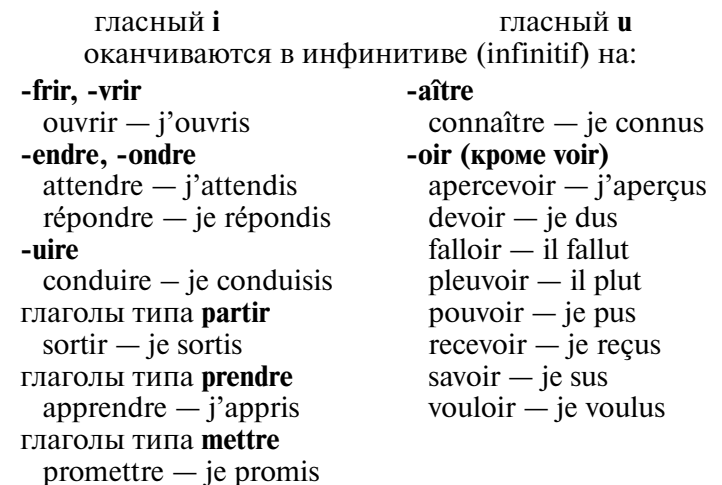 гласный i
гласный u
оканчиваются в инфинитиве (infinitif) на:
-frir, -vrir
ouvrir — j’ouvris
-endre, -ondre
attendre — j’attendis
répondre — je répondis
-uire
conduire — je conduisis
глаголы типа partir
sortir — je sortis
глаголы типа prendre
apprendre — j’appris
глаголы типа mettre
promettre — je promis
-aître
connaître — je connus
-oir (кроме voir)
apercevoir — j’aperçus
devoir — je dus
falloir — il fallut
pleuvoir — il plut
pouvoir — je pus
recevoir — je reçus
savoir — je sus
vouloir — je voulus